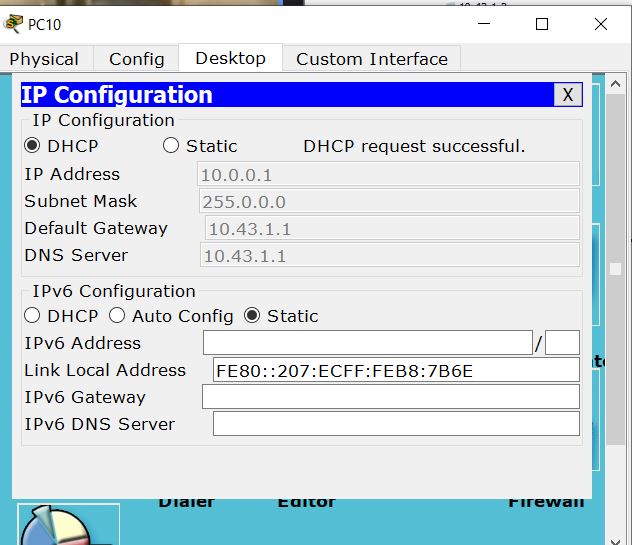 PC10
Physical Config Desktop Custom Interface
IP Configuration X
IP Configuration
DHCP Static DHCP request successful.
IP Address 10.0.0.1
Subnet Mask 255.0.0.0
Default Gateway 10.43.1.1
DNS Server 10.43.1.1
IPv6 Configuration
DHCP Auto Config Static
IPv6 Address /
Link Local Address FE80::207:ECFF:FEB8:7B6E
IPv6 Gateway
IPv6 DNS Server
Dialer Editor Firewall